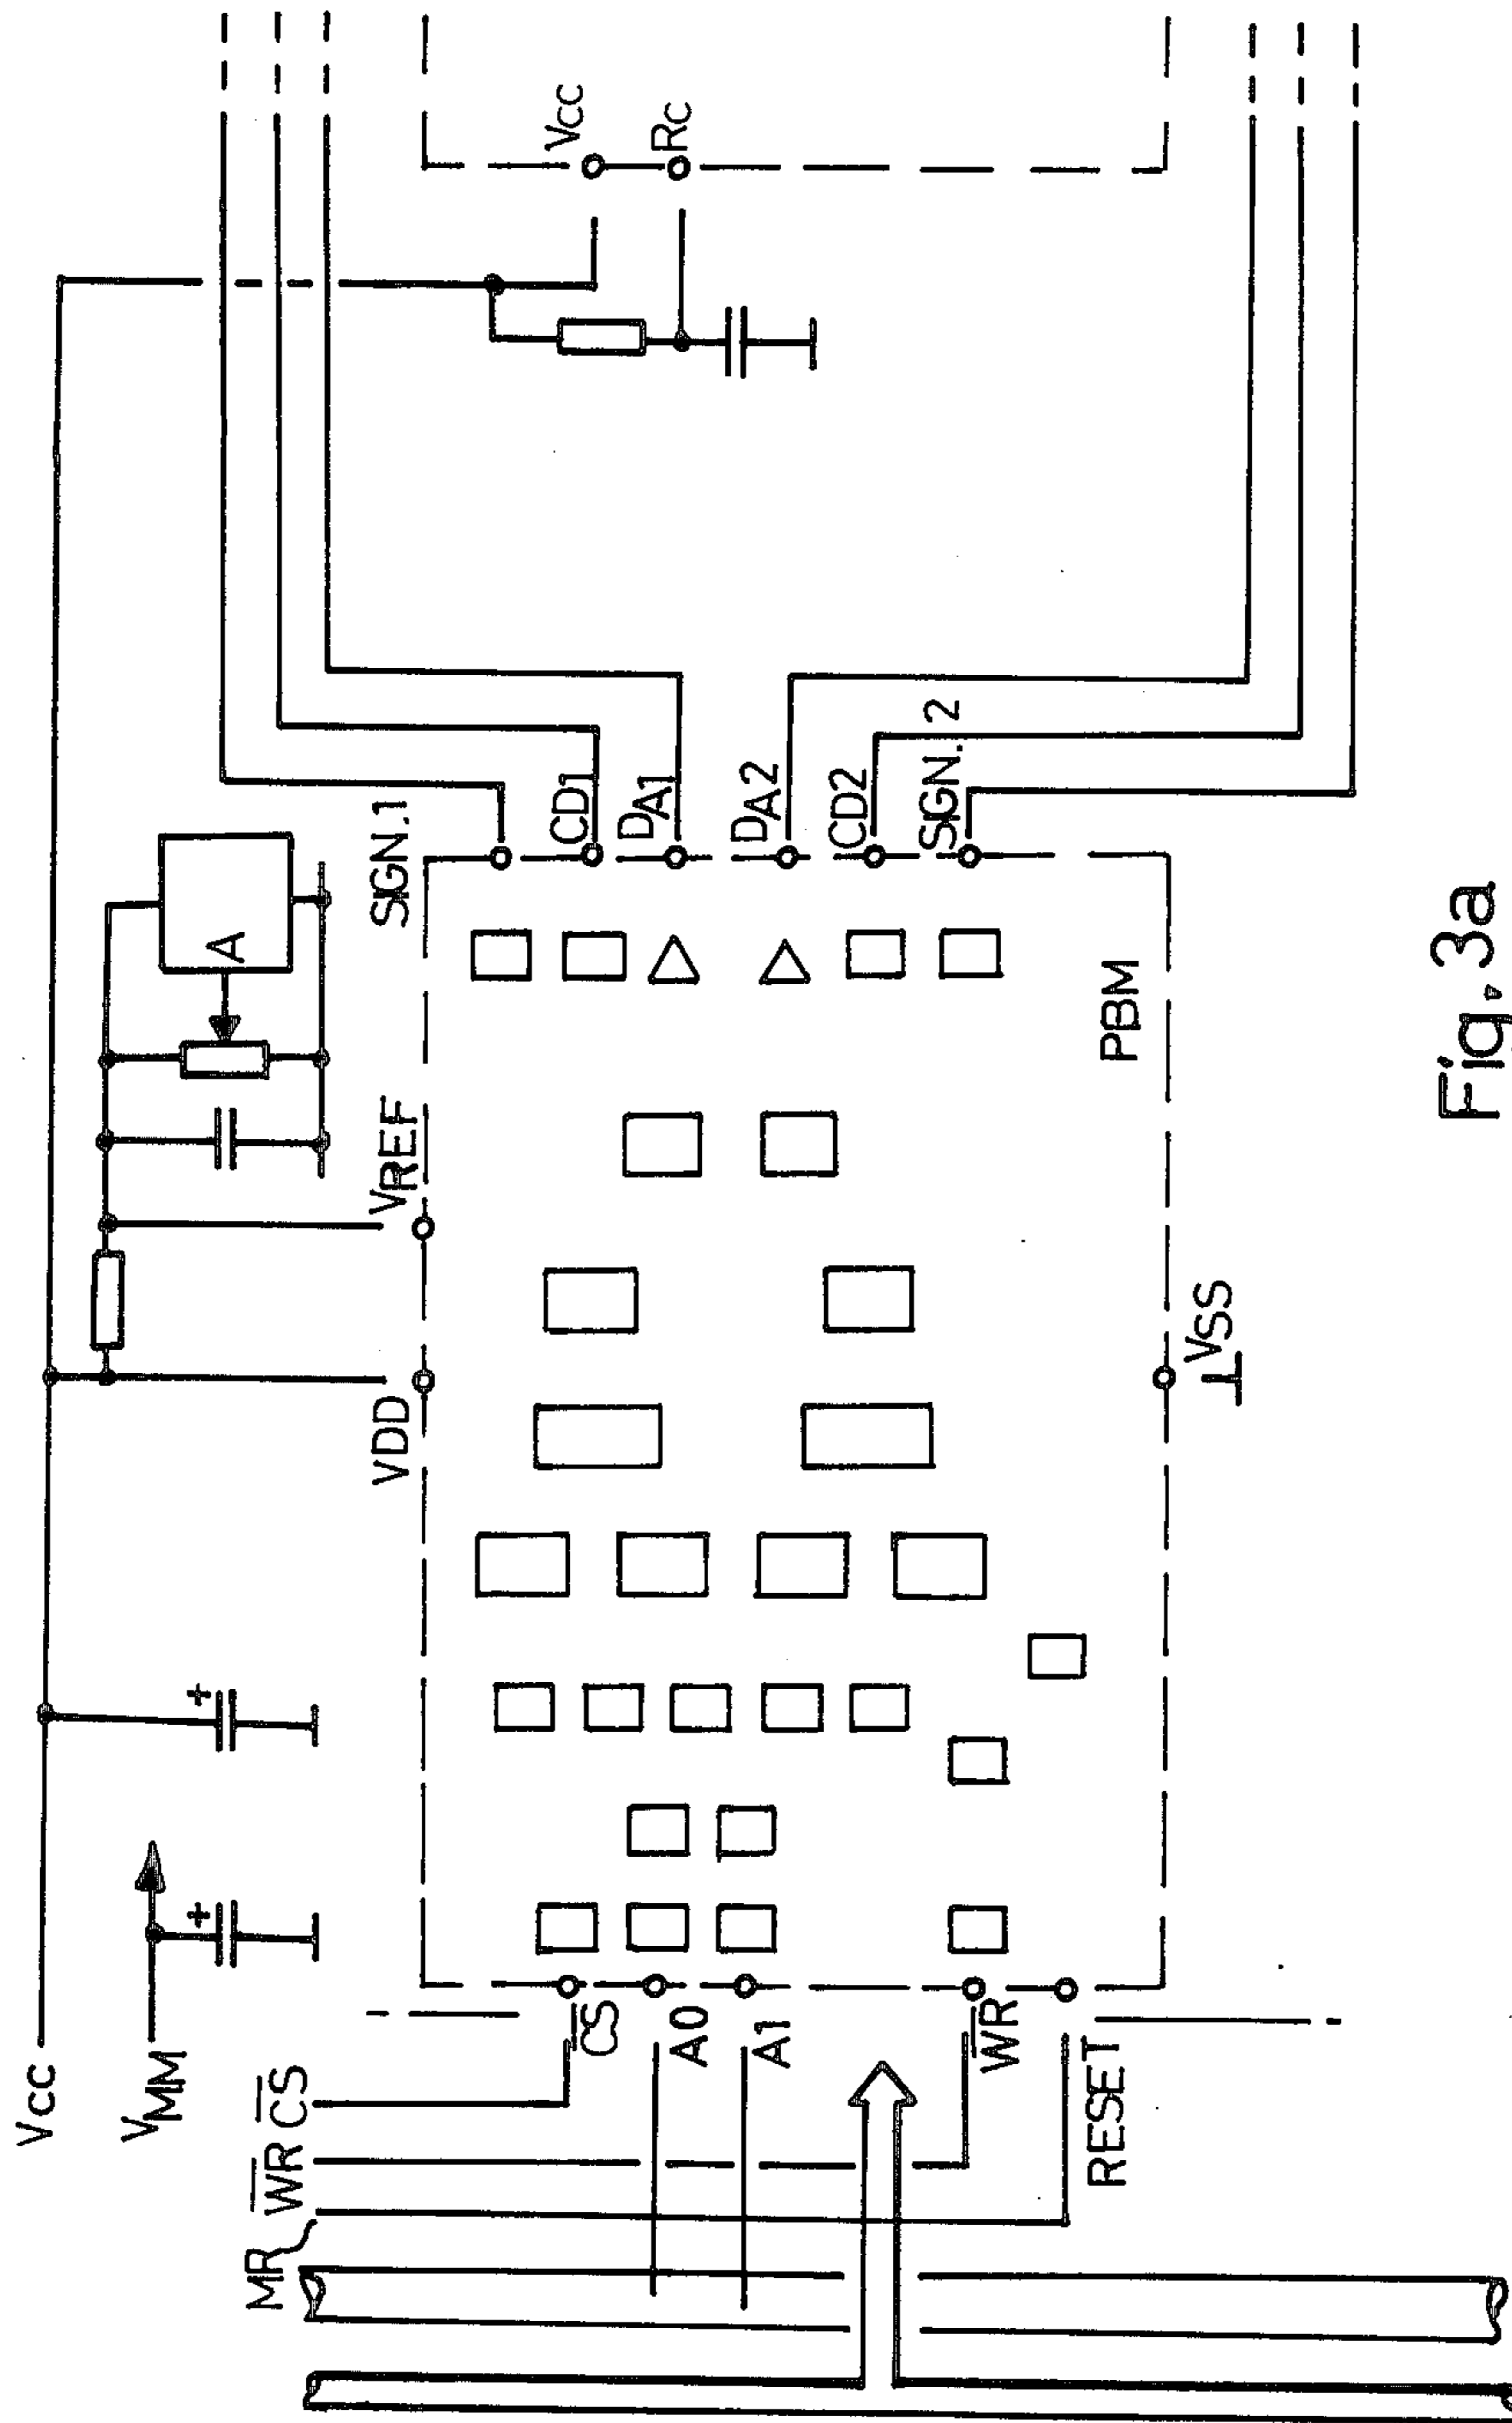 Vcc
VMM
CS
WR
MR
VDD
VREF
A
SIGN.1
CD1
DA1
DA2
CD2
SIGN. 2
Vcc
RC
CS
A0
A1
WR
RESET
PBM
VSS
Fig. 3a